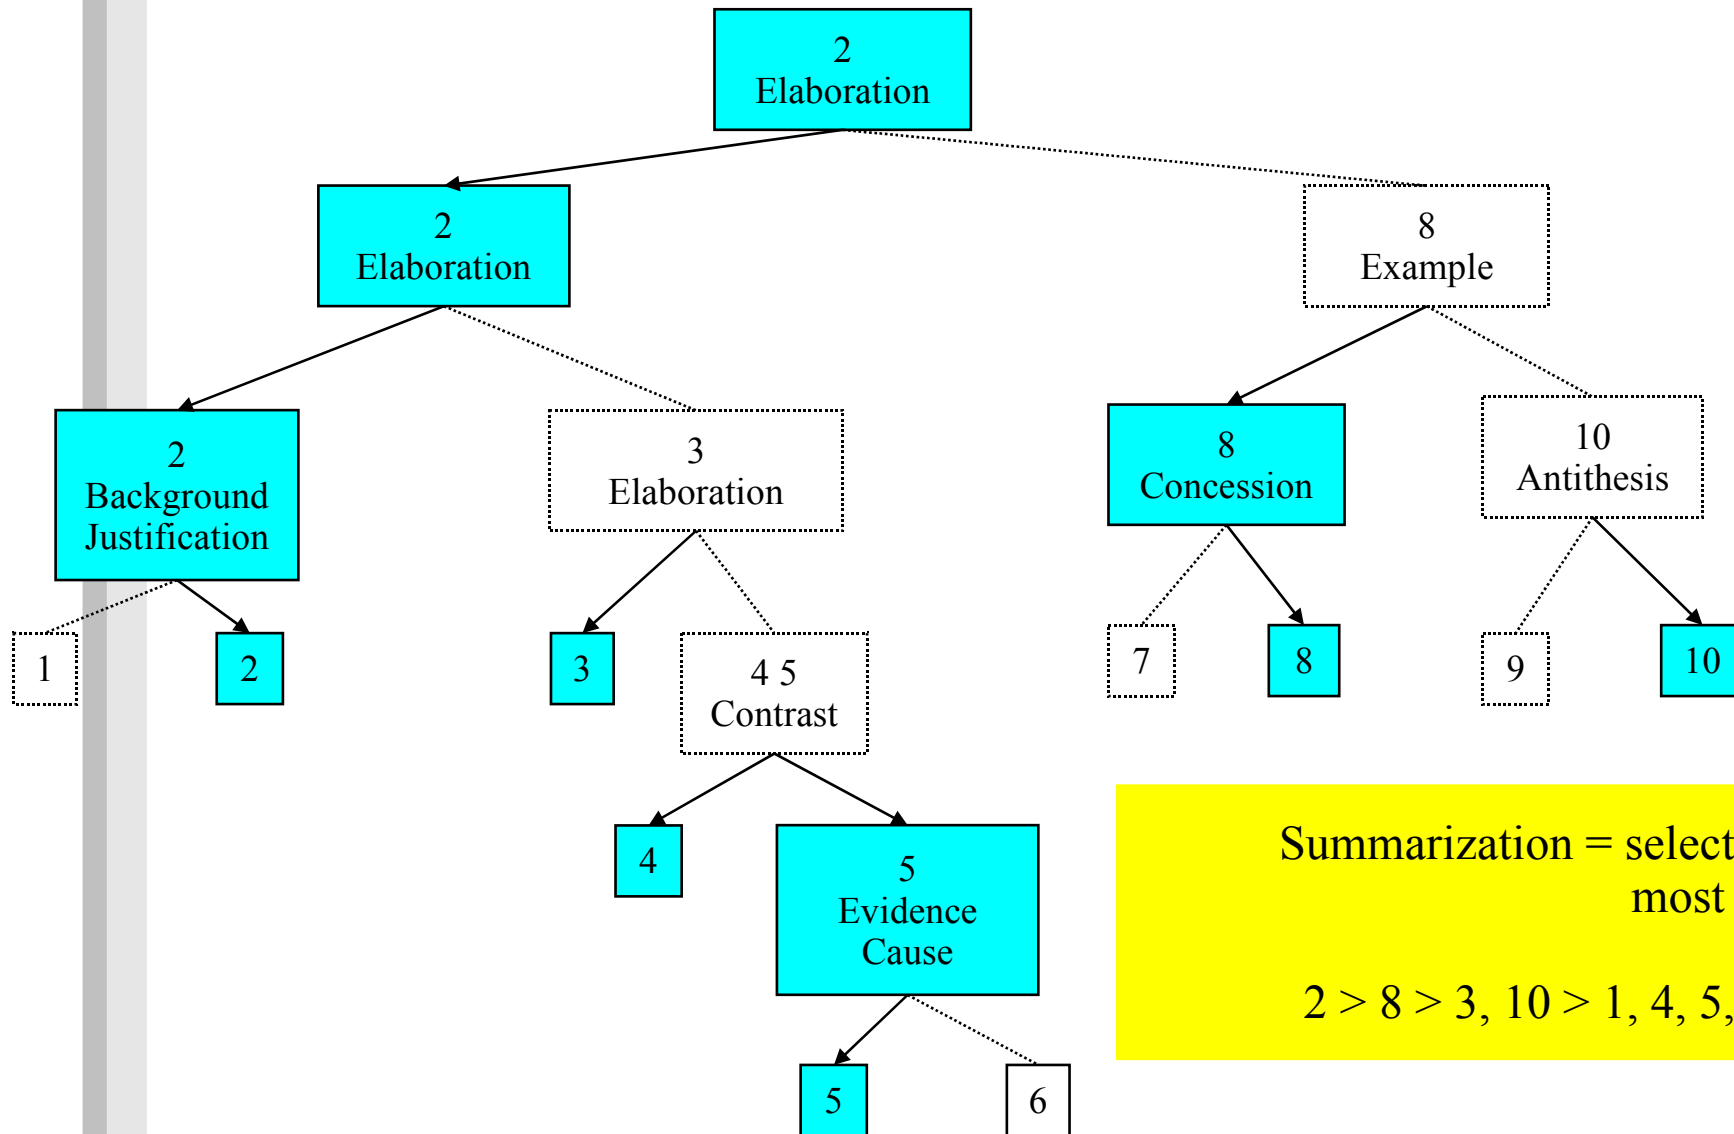 2
Elaboration
2
Elaboration
8
Example
2
Background
Justification
3
Elaboration
8
Concession
10
Antithesis
1
2
3
4 5
Contrast
7
8
9
10
4
5
Evidence
Cause
5
6
Summarization = select
most
2 > 8 > 3, 10 > 1, 4, 5,